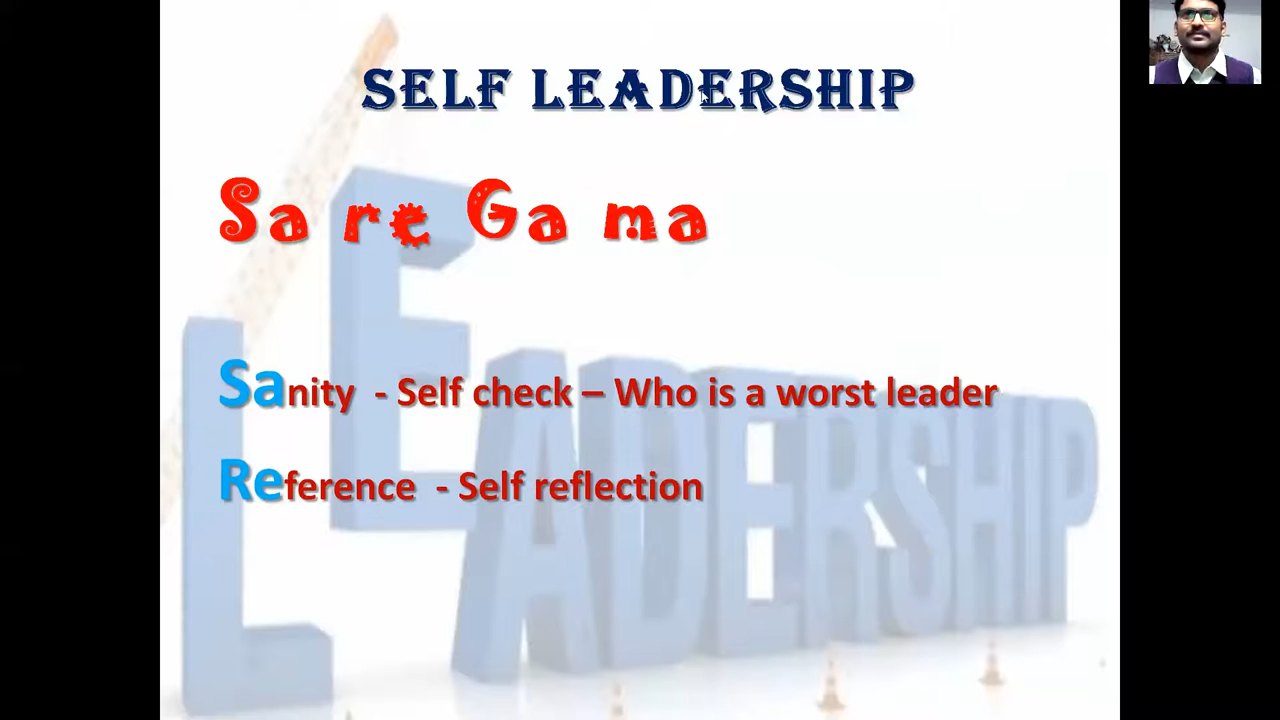 SELF LEADERSHIP
Sa re Ga ma
Sanity - Self check – Who is a worst leader
Reference - Self reflection
LEADERSHIP